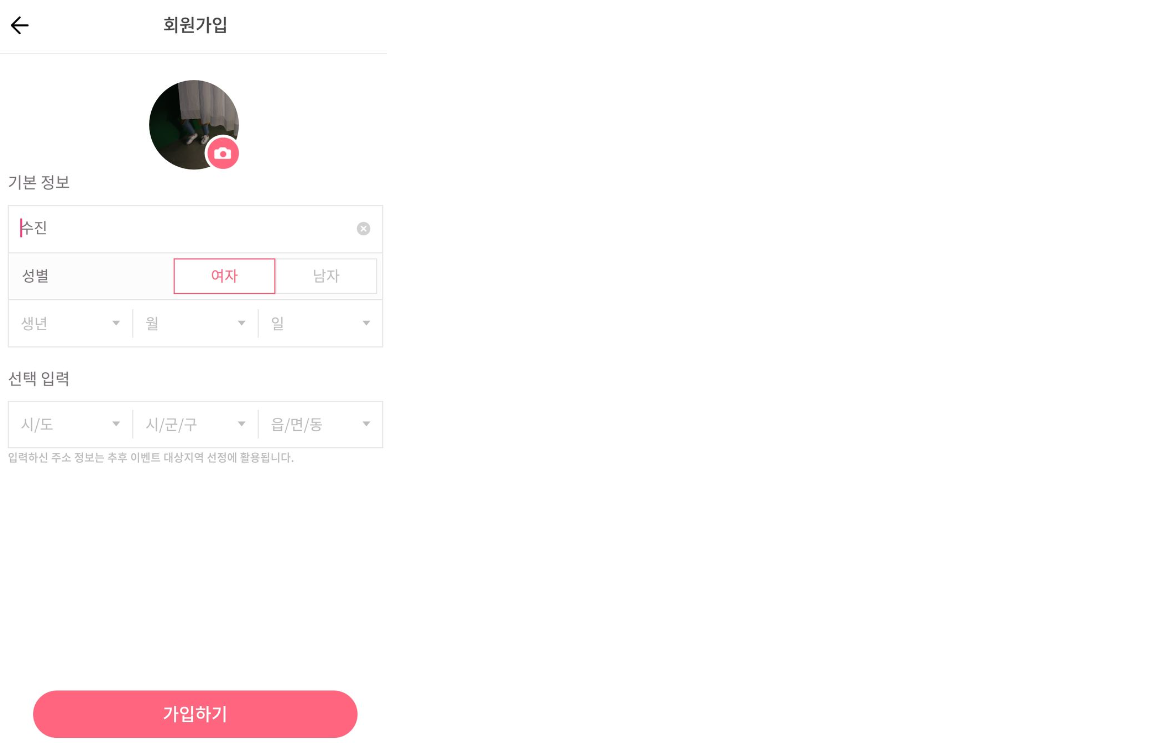 회원가입
기본 정보
수진
성별 여자 남자
생년 월 일
선택 입력
시/도 시/군/구 읍/면/동
입력하신 주소 정보는 추후 이벤트 대상지역 선정에 활용됩니다.
가입하기